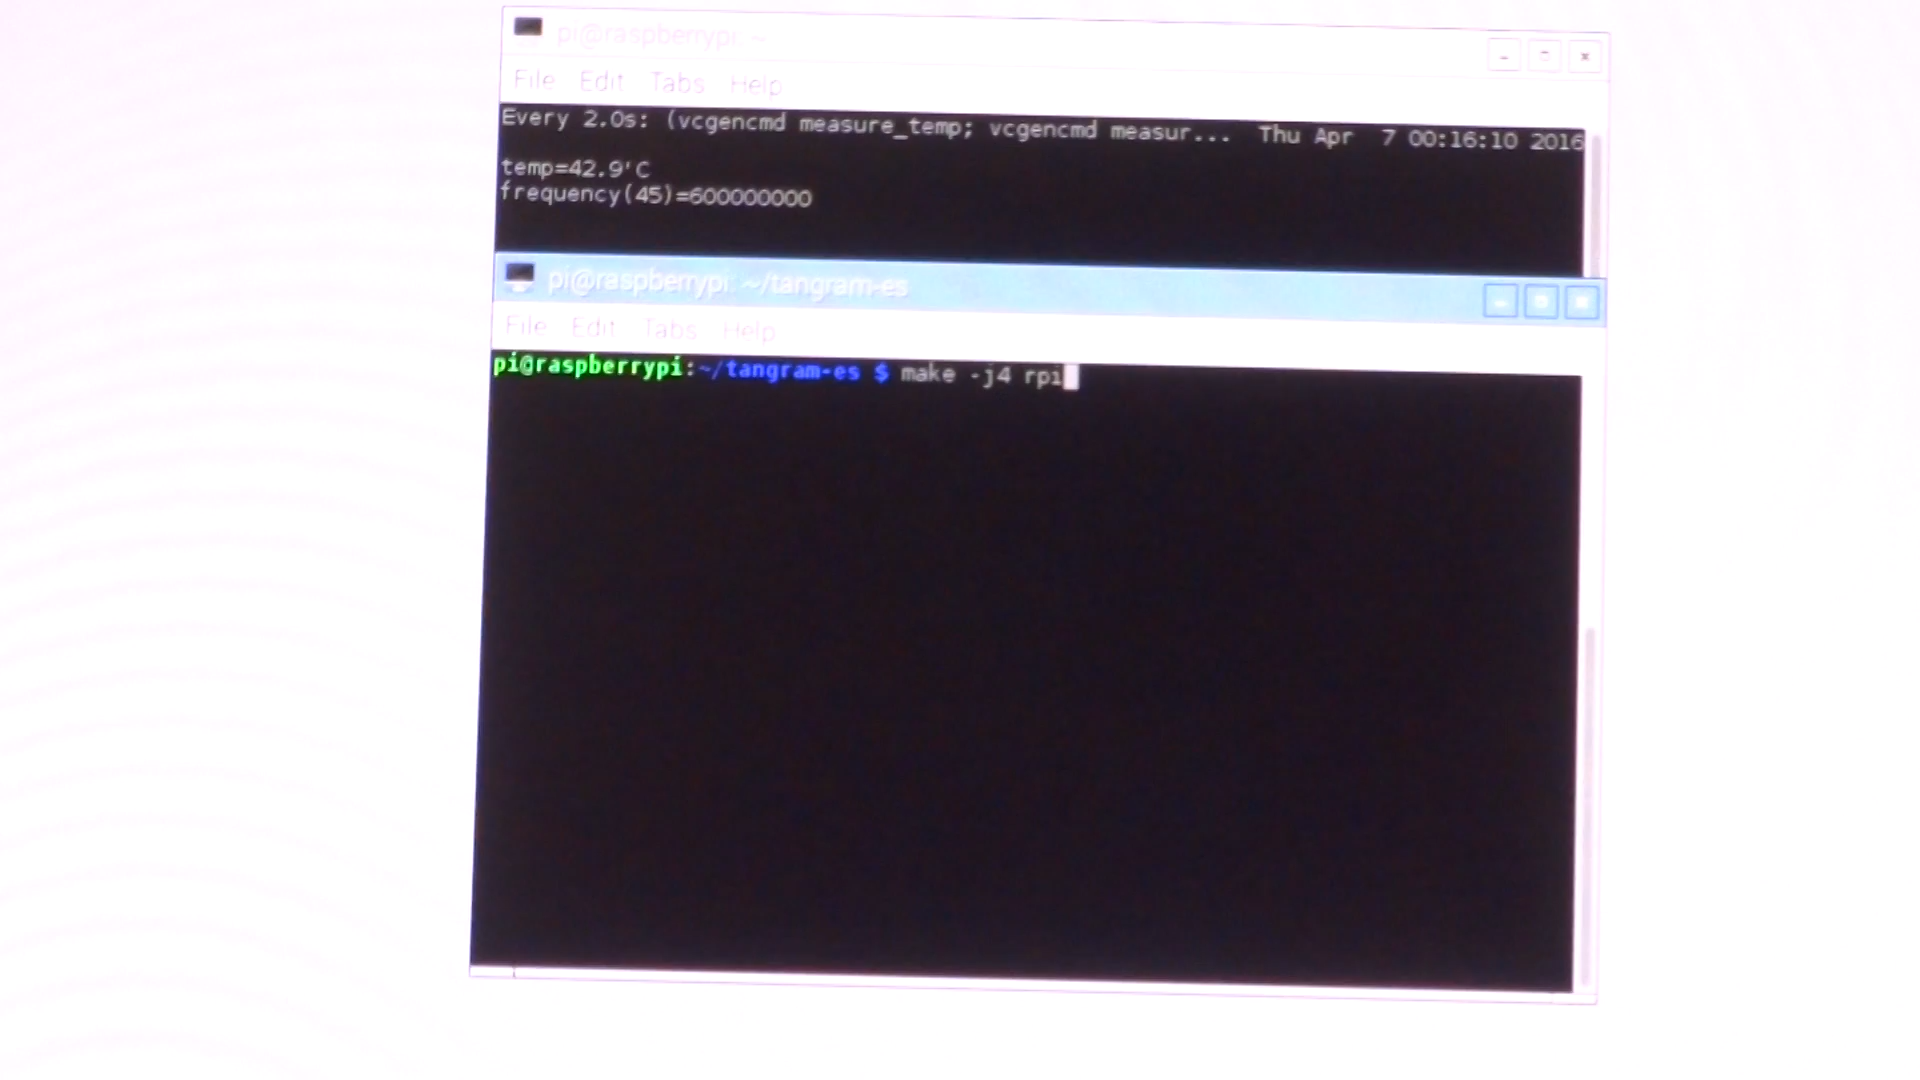 pi@raspberrypi: ~
File Edit Tabs Help
Every 2.0s: (vcgencmd measure_temp; vcgencmd measur... Thu Apr 7 00:16:10 2016
temp=42.9'C
frequency(45)=600000000
pi@raspberrypi: ~/tangram-es
File Edit Tabs Help
pi@raspberrypi:~/tangram-es $ make -j4 rpi